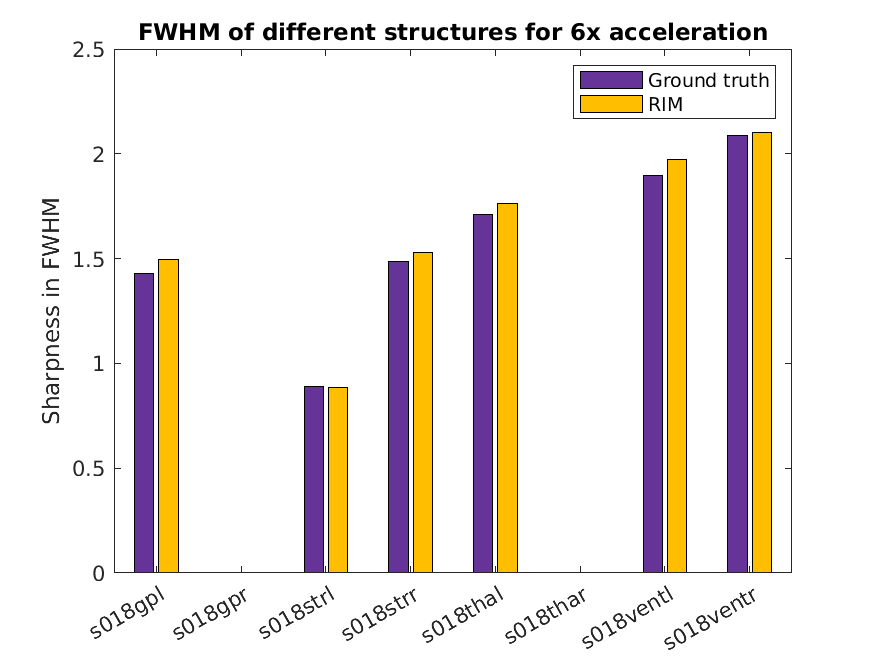 FWHM of different structures for 6x acceleration
Ground truth
RIM
Sharpness in FWHM
2.5
2
1.5
1
0.5
0
s018gpl
s018gpr
s018strl
s018strr
s018thal
s018thar
s018ventl
s018ventr